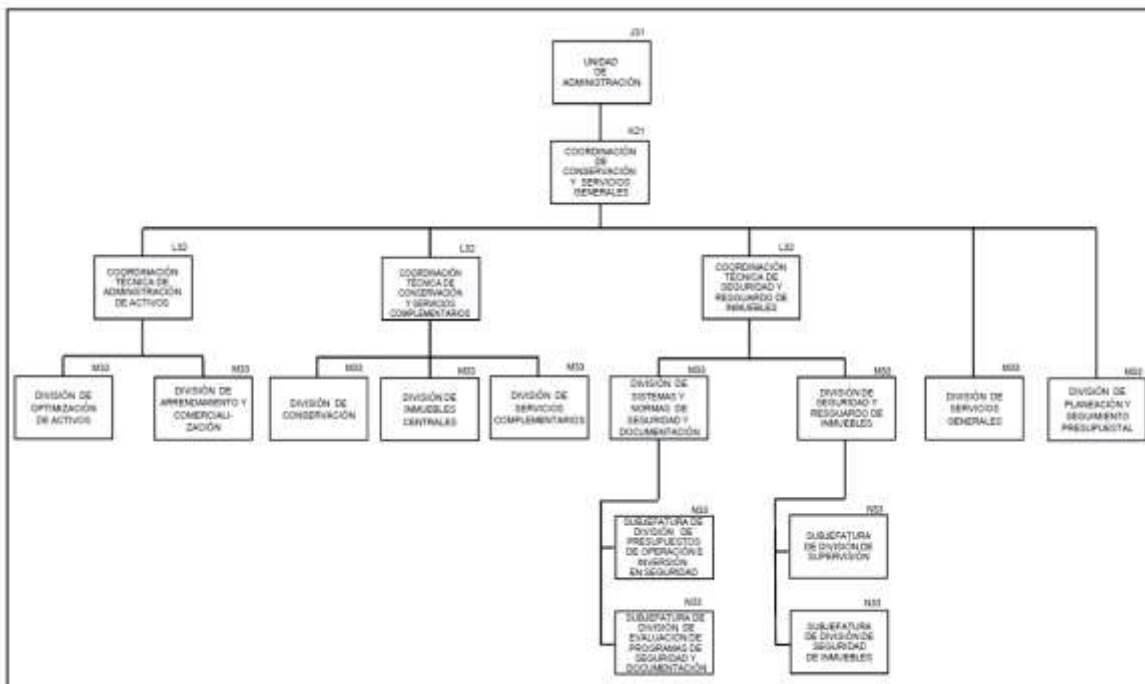 J31
UNIDAD
DE
ADMINISTRACIÓN
K21
COORDINACIÓN
DE
CONSERVACIÓN
Y SERVICIOS
GENERALES
L32
COORDINACIÓN
TÉCNICA DE
ADMINISTRACIÓN
DE ACTIVOS
L32
COORDINACIÓN
TÉCNICA DE
CONSERVACIÓN
Y SERVICIOS
COMPLEMENTARIOS
L32
COORDINACIÓN
TÉCNICA DE
SEGURIDAD Y
RESGUARDO DE
INMUEBLES
M33
DIVISIÓN DE
OPTIMIZACIÓN
DE ACTIVOS
M33
DIVISIÓN DE
ARRENDAMIENTO Y
COMERCIALI-
ZACIÓN
M33
DIVISIÓN DE
CONSERVACIÓN
M33
DIVISIÓN DE
INMUEBLES
CENTRALES
M33
DIVISIÓN DE
SERVICIOS
COMPLEMENTARIOS
M33
DIVISIÓN DE
SISTEMAS Y
NORMAS DE
SEGURIDAD Y
DOCUMENTACIÓN
M33
DIVISIÓN DE
SEGURIDAD Y
RESGUARDO DE
INMUEBLES
M33
DIVISIÓN DE
SERVICIOS
GENERALES
M33
DIVISIÓN DE
PLANEACIÓN Y
SEGUIMIENTO
PRESUPUESTAL
N33
SUBJEFATURA DE
DIVISIÓN DE
PRESUPUESTOS
DE OPERACIÓN E
INVERSIÓN
EN SEGURIDAD
N33
SUBJEFATURA
DE DIVISIÓN DE
SUPERVISIÓN
N33
SUBJEFATURA DE
DIVISIÓN DE
EVALUACIÓN DE
PROGRAMAS DE
SEGURIDAD Y
DOCUMENTACIÓN
N33
SUBJEFATURA
DE DIVISIÓN DE
SEGURIDAD
DE INMUEBLES